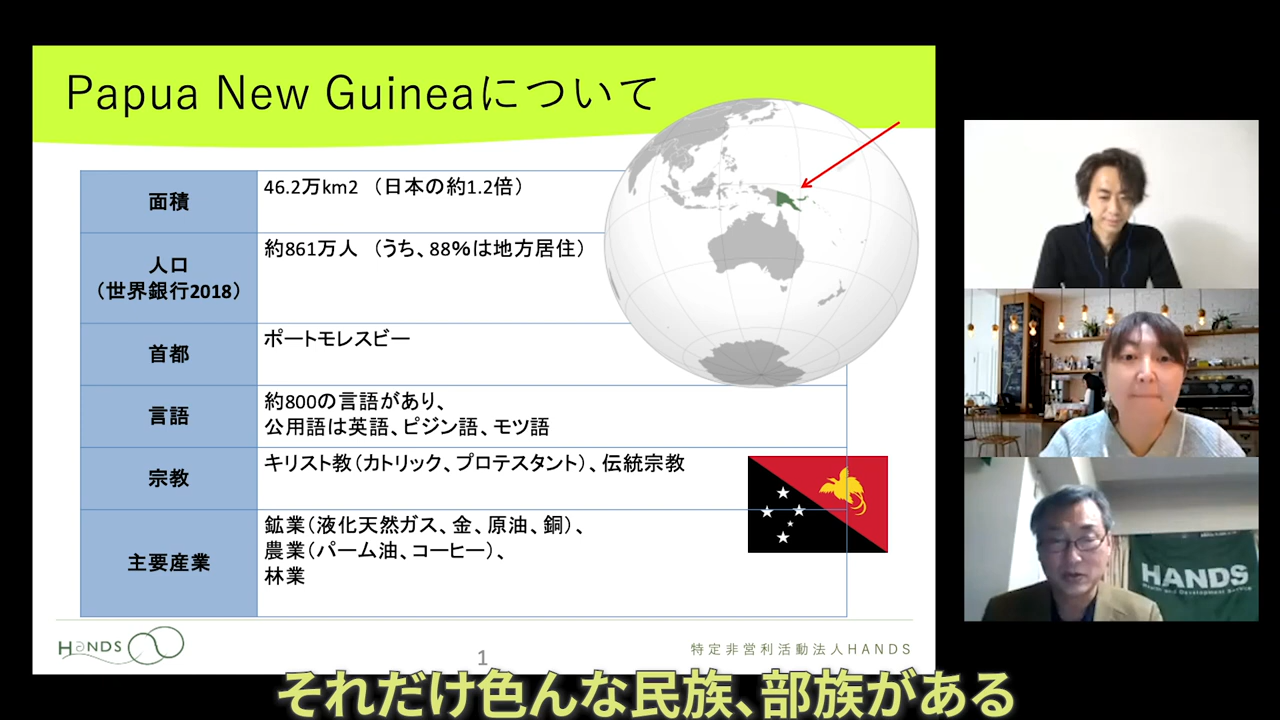 Papua New Guineaについて
面積
46.2万km2 （日本の約1.2倍）
人口
（世界銀行2018）
約861万人 （うち、88%は地方居住）
首都
ポートモレスビー
言語
約800の言語があり、
公用語は英語、ピジン語、モツ語
宗教
キリスト教（カトリック、プロテスタント）、伝統宗教
主要産業
鉱業（液化天然ガス、金、原油、銅）、
農業（パーム油、コーヒー）、
林業
HANDS
1
特定非営利活動法人HANDS
HANDS
Health and Development Service
それだけ色んな民族、部族がある